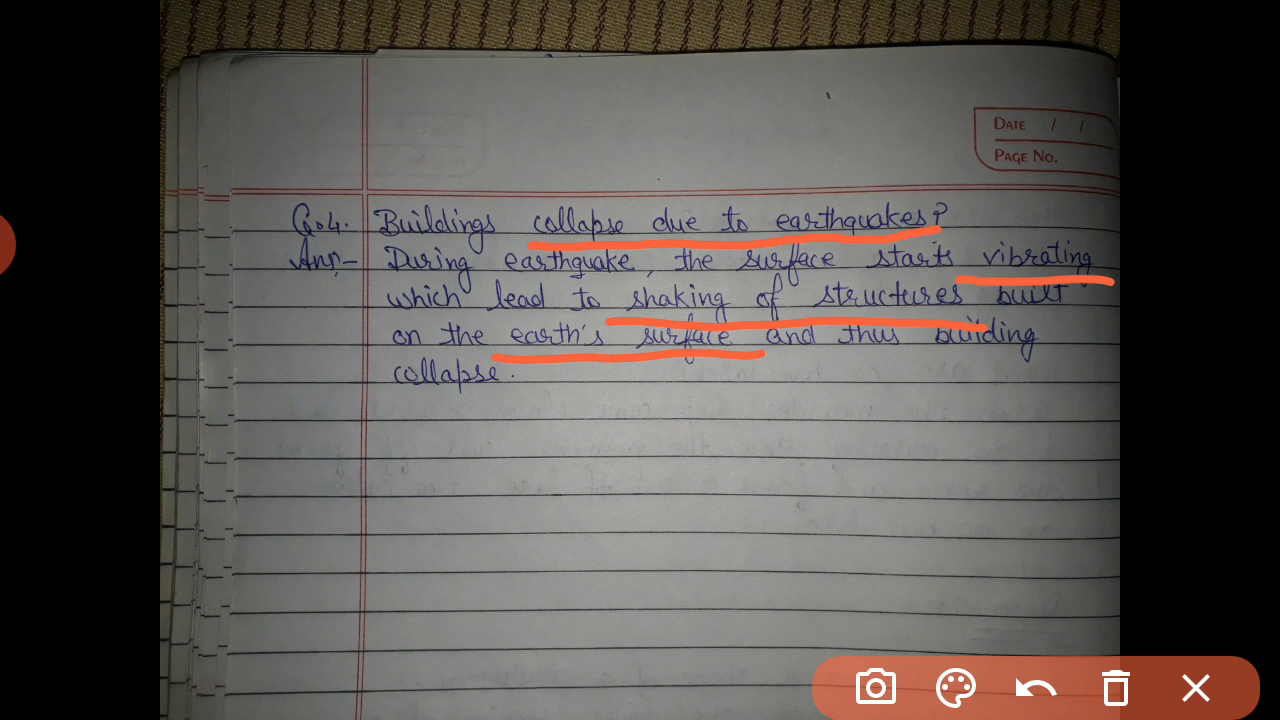 DATE / /
PAGE NO.
Q.4. Buildings collapse due to earthquakes?
Ans- During earthquake, the surface starts vibrating
which lead to shaking of structures built
on the earth's surface and thus building
collapse.